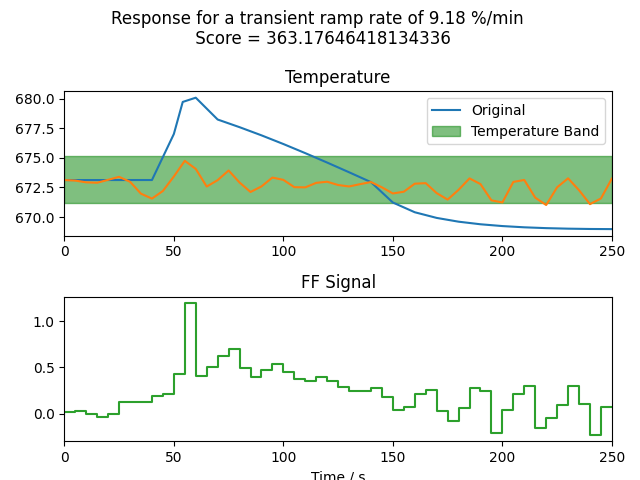 Response for a transient ramp rate of 9.18 %/min
Score = 363.17646418134336
Temperature
680.0
677.5
675.0
672.5
670.0
Original
Temperature Band
0
50
100
150
200
250
FF Signal
1.0
0.5
0.0
0
50
100
150
200
250
Time / s